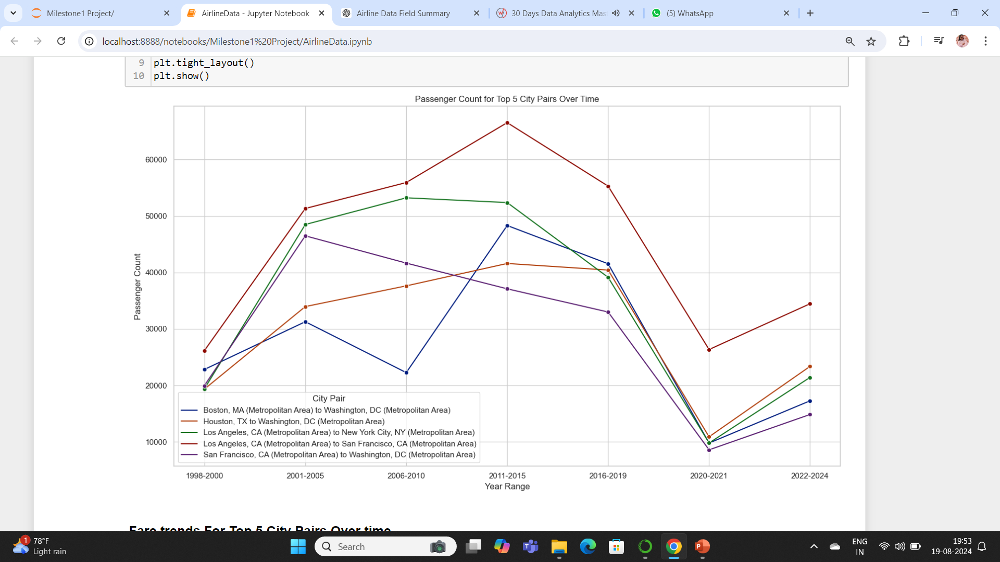 Milestone1 Project/
AirlineData - Jupyter Notebook
Airline Data Field Summary
30 Days Data Analytics Mas
(5) WhatsApp
localhost:8888/notebooks/Milestone1%20Project/AirlineData.ipynb
9 plt.tight_layout()
10 plt.show()
Passenger Count for Top 5 City Pairs Over Time
60000
50000
40000
30000
20000
10000
Passenger Count
City Pair
Boston, MA (Metropolitan Area) to Washington, DC (Metropolitan Area)
Houston, TX to Washington, DC (Metropolitan Area)
Los Angeles, CA (Metropolitan Area) to New York City, NY (Metropolitan Area)
Los Angeles, CA (Metropolitan Area) to San Francisco, CA (Metropolitan Area)
San Francisco, CA (Metropolitan Area) to Washington, DC (Metropolitan Area)
1998-2000 2001-2005 2006-2010 2011-2015 2016-2019 2020-2021 2022-2024
Year Range
Fare trends For Top 5 City Pairs Over time
1
78°F
Light rain
Search
ENG
IN
19:53
19-08-2024